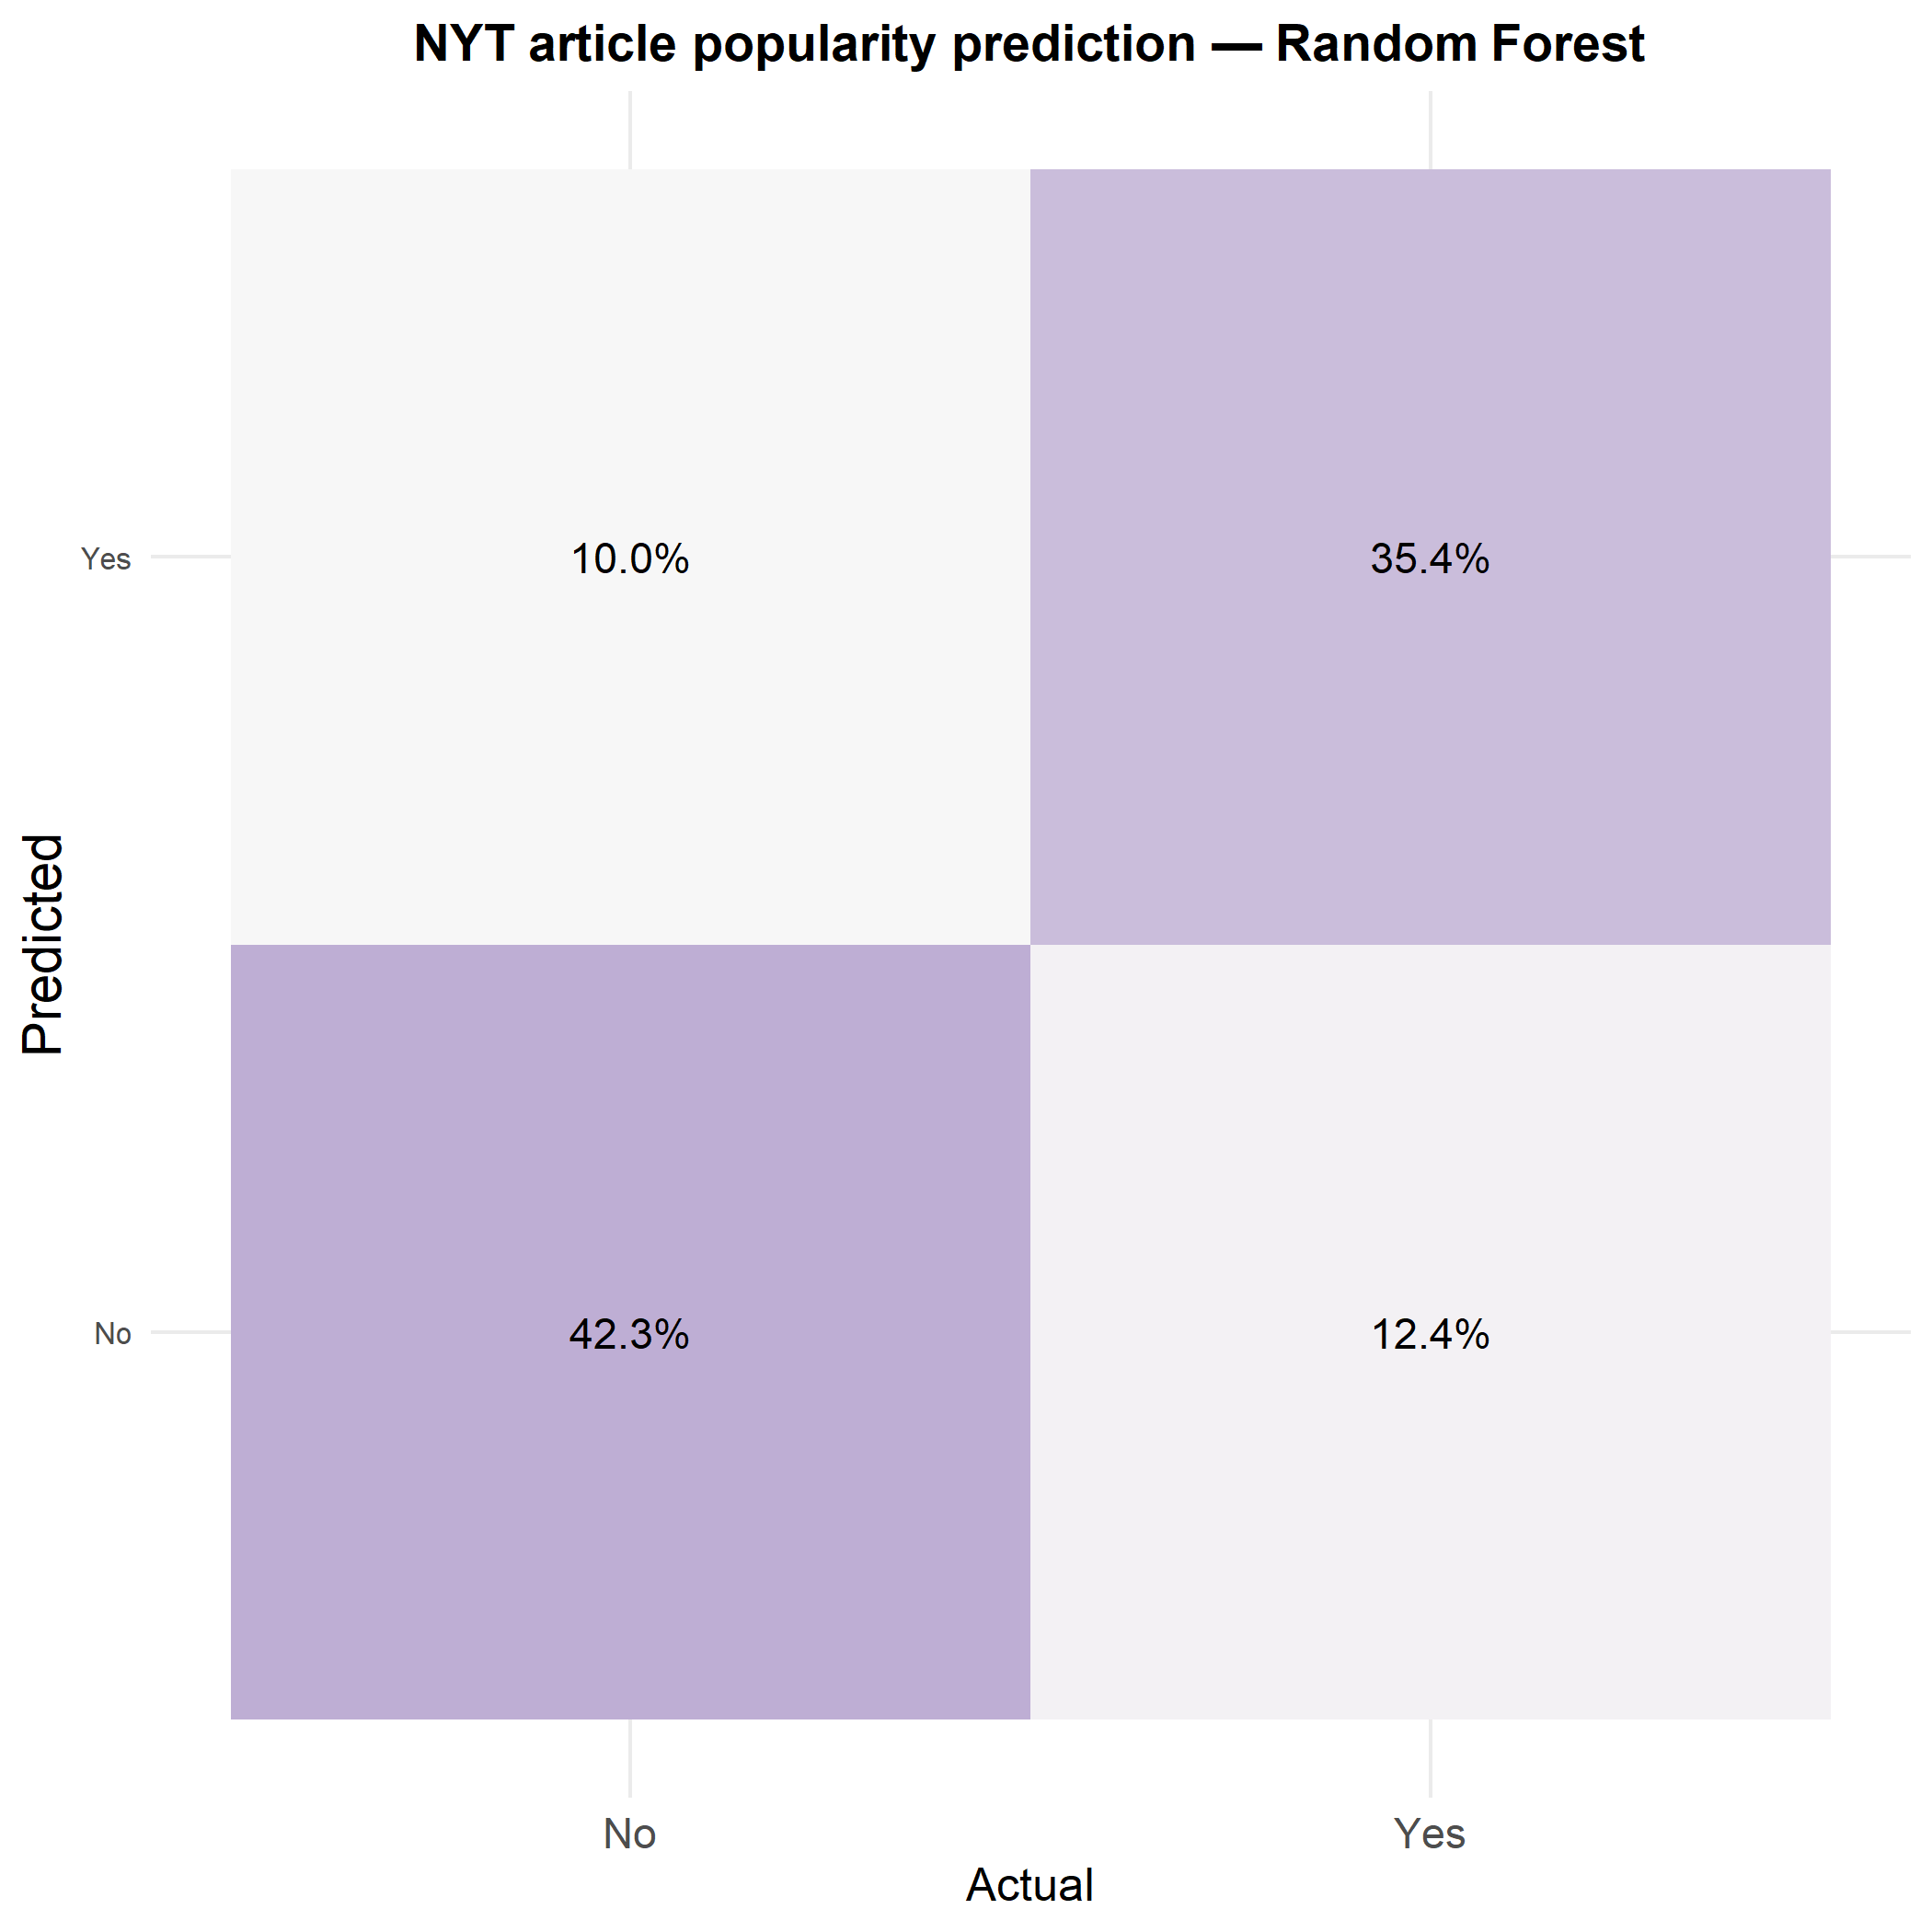 NYT article popularity prediction — Random Forest
Predicted
Yes
10.0%
35.4%
No
42.3%
12.4%
No
Yes
Actual